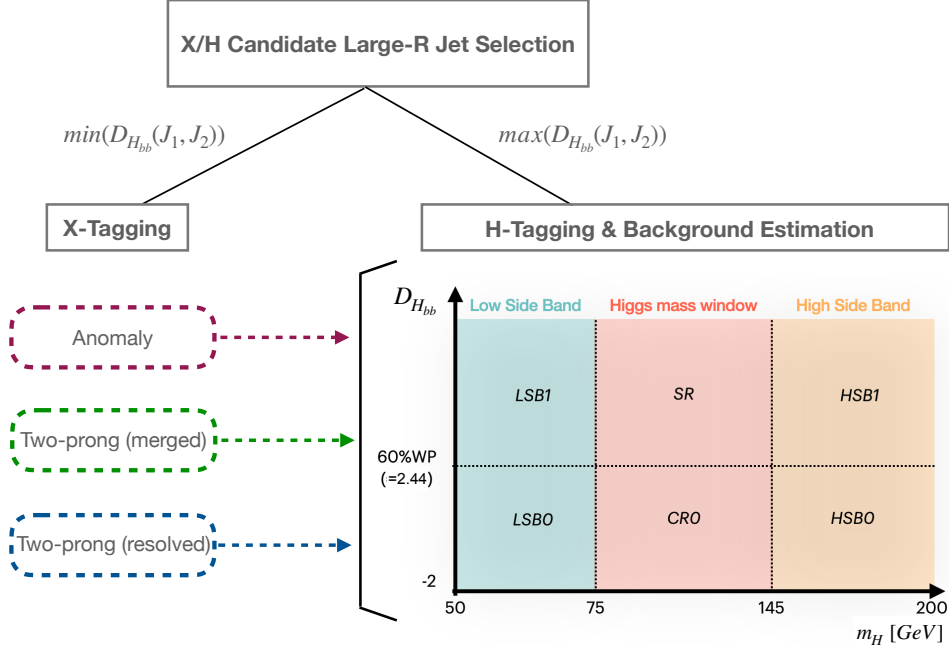 X/H Candidate Large-R Jet Selection
min(D_{H_{bb}}(J_1, J_2))
max(D_{H_{bb}}(J_1, J_2))
X-Tagging
H-Tagging & Background Estimation
Anomaly
Two-prong (merged)
Two-prong (resolved)
D_{H_{bb}}
Low Side Band
Higgs mass window
High Side Band
LSB1
SR
HSB1
60%WP
(:=2.44)
LSB0
CR0
HSB0
-2
50
75
145
200
m_H [GeV]